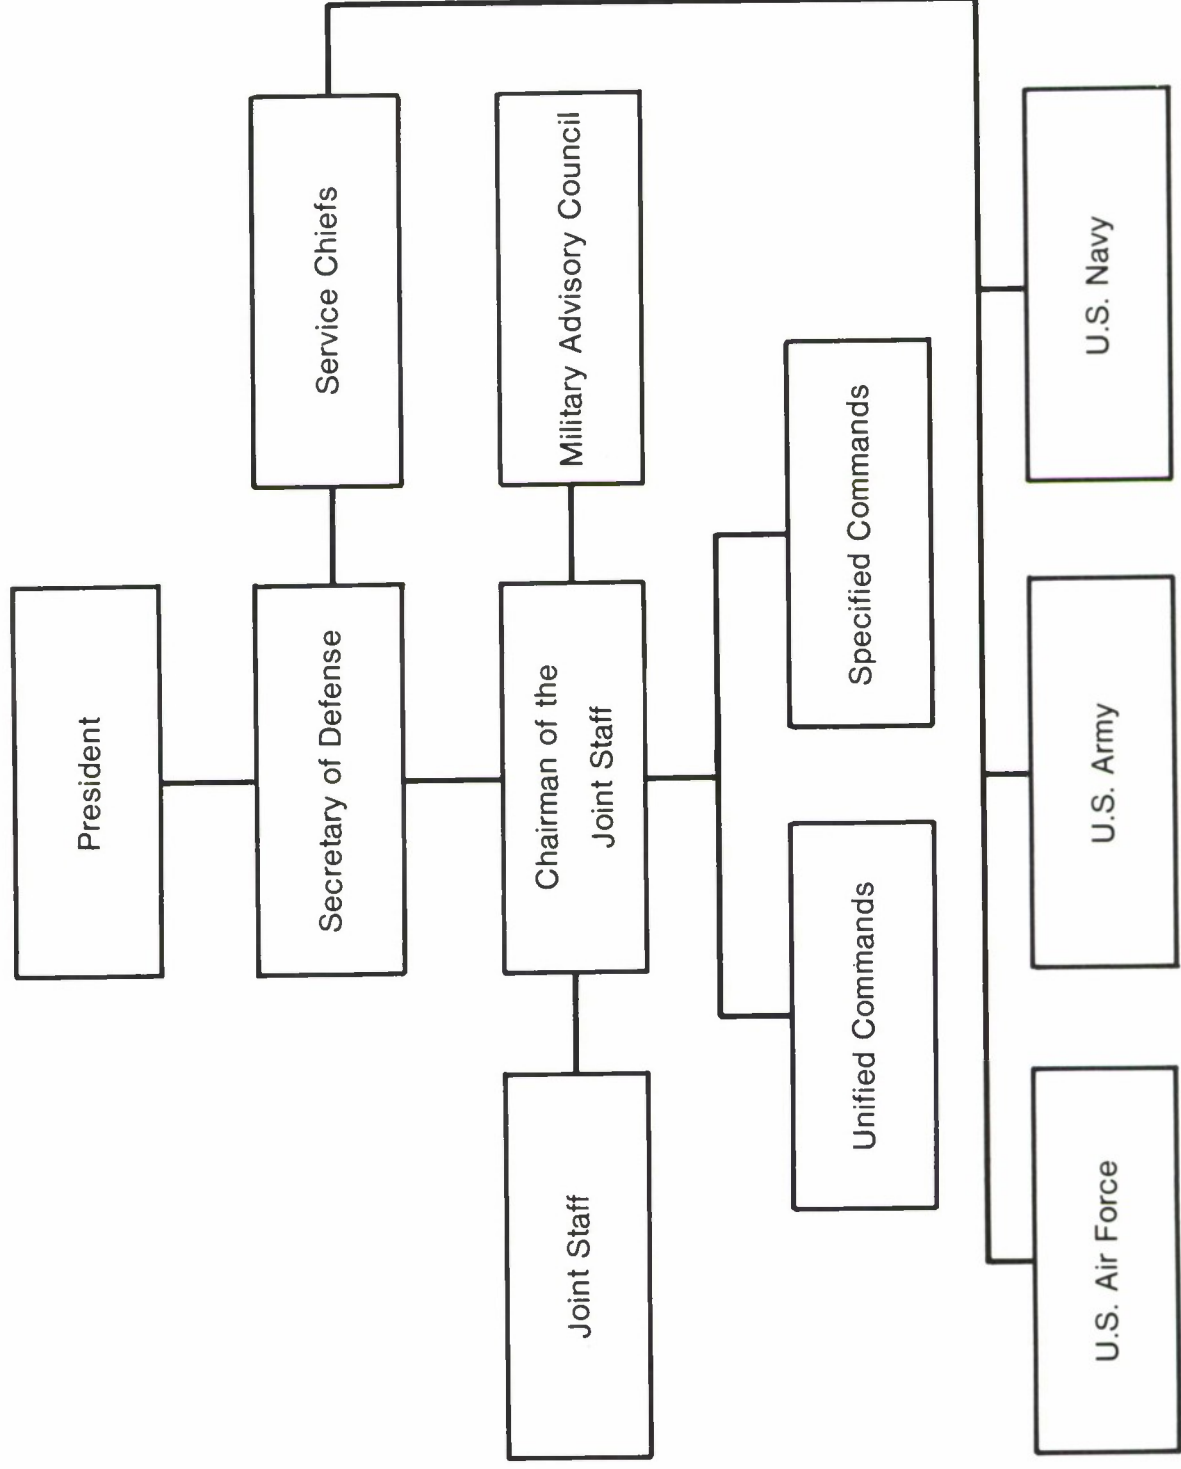 President
Secretary of Defense
Service Chiefs
Joint Staff
Chairman of the
Joint Staff
Military Advisory Council
Unified Commands
Specified Commands
U.S. Air Force
U.S. Army
U.S. Navy